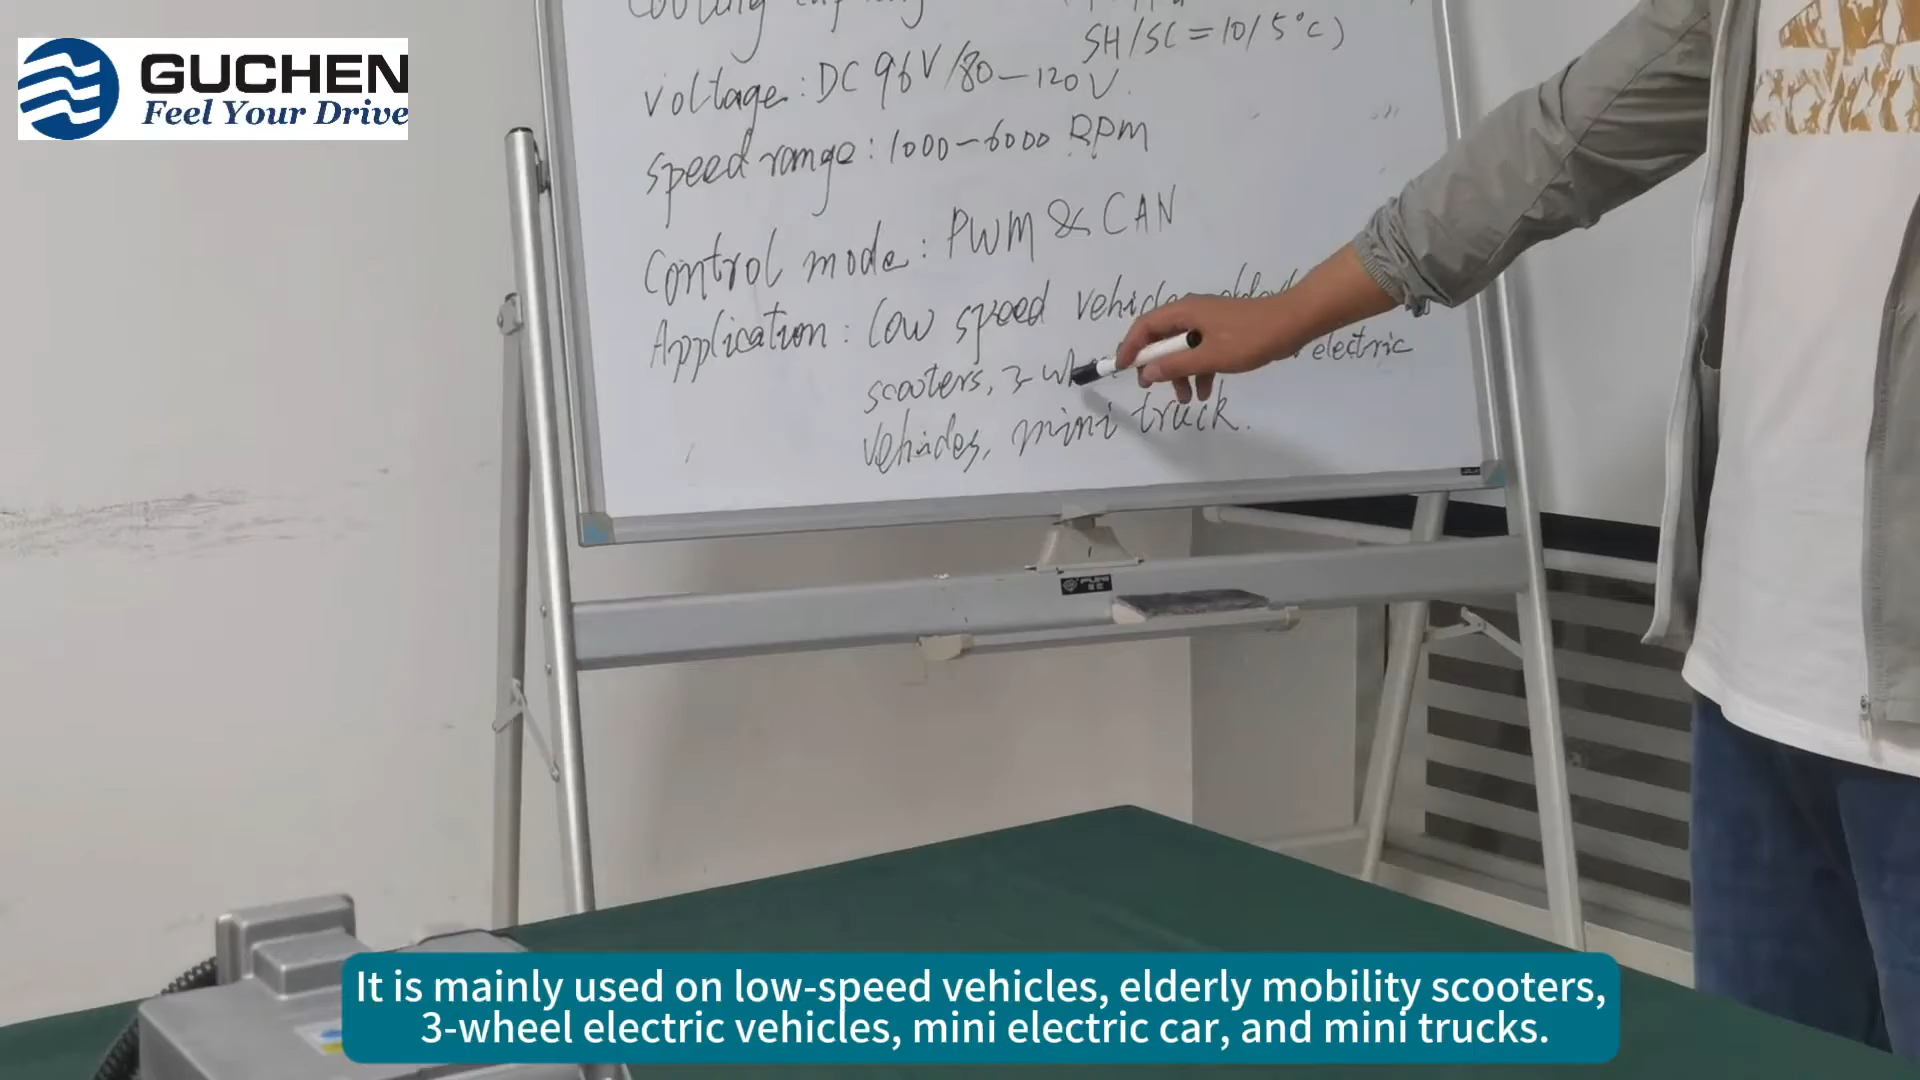 GUCHEN
Feel Your Drive
Cooling
SH/SC=10/5°C)
Voltage: DC 96V/80-120V.
Speed range: 1000-6000 RPM
Control mode: PWM & CAN
Application: Low speed
scooters, 3- electric
vehicles, mini truck.
It is mainly used on low-speed vehicles, elderly mobility scooters,
3-wheel electric vehicles, mini electric car, and mini trucks.